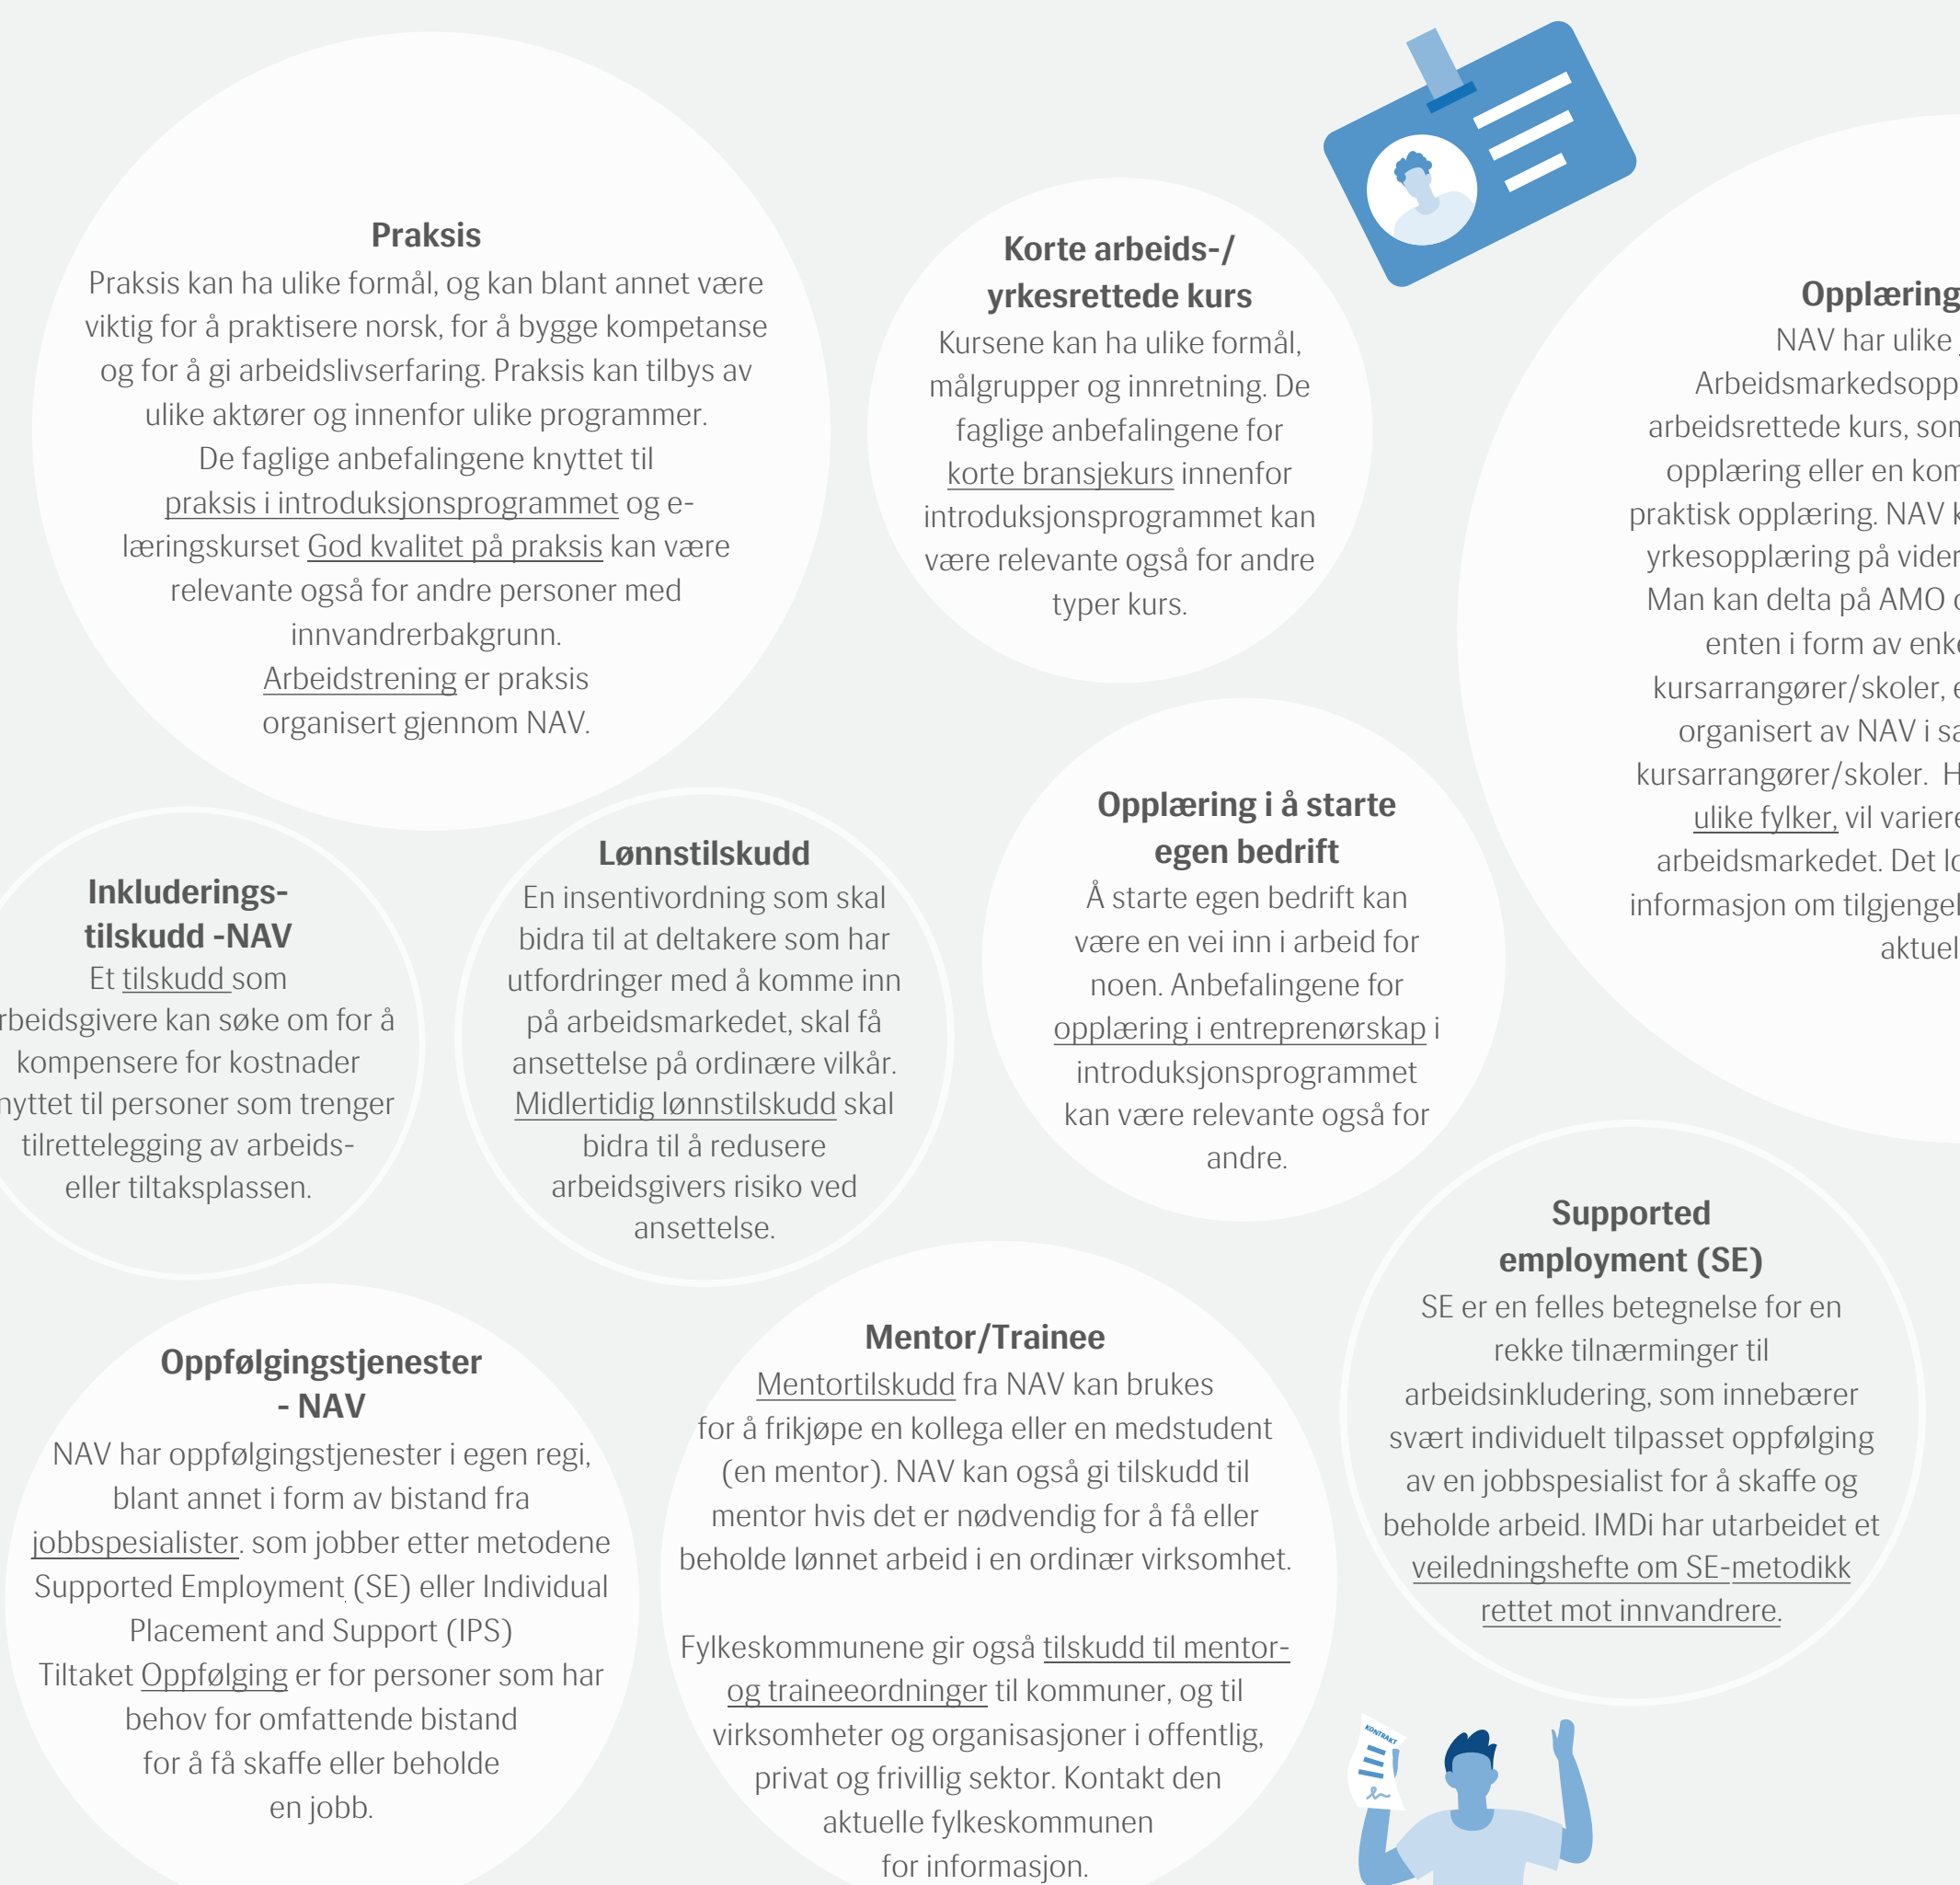 Praksis
Praksis kan ha ulike formål, og kan blant annet være
viktig for å praktisere norsk, for å bygge kompetanse
og for å gi arbeidslivserfaring. Praksis kan tilbys av
ulike aktører og innenfor ulike programmer.
De faglige anbefalingene knyttet til
praksis i introduksjonsprogrammet og e-
læringskurset God kvalitet på praksis kan være
relevante også for andre personer med
innvandrerbakgrunn.
Arbeidstrening er praksis
organisert gjennom NAV.
Korte arbeids-/
yrkesrettede kurs
Kursene kan ha ulike formål,
målgrupper og innretning. De
faglige anbefalingene for
korte bransjekurs innenfor
introduksjonsprogrammet kan
være relevante også for andre
typer kurs.
Opplæring
NAV har ulike
Arbeidsmarkedsopp
arbeidsrettede kurs, som
opplæring eller en kom
praktisk opplæring. NAV k
yrkesopplæring på vider
Man kan delta på AMO o
enten i form av enke
kursarrangører/skoler, e
organisert av NAV i sa
kursarrangører/skoler. H
ulike fylker, vil variere
arbeidsmarkedet. Det lo
informasjon om tilgjengel
aktuel
Inkluderings-
tilskudd -NAV
Et tilskudd som
rbeidsgivere kan søke om for å
kompensere for kostnader
nyttet til personer som trenger
tilrettelegging av arbeids-
eller tiltaksplassen.
Lønnstilskudd
En insentivordning som skal
bidra til at deltakere som har
utfordringer med å komme inn
på arbeidsmarkedet, skal få
ansettelse på ordinære vilkår.
Midlertidig lønnstilskudd skal
bidra til å redusere
arbeidsgivers risiko ved
ansettelse.
Opplæring i å starte
egen bedrift
Å starte egen bedrift kan
være en vei inn i arbeid for
noen. Anbefalingene for
opplæring i entreprenørskap i
introduksjonsprogrammet
kan være relevante også for
andre.
Supported
employment (SE)
SE er en felles betegnelse for en
rekke tilnærminger til
arbeidsinkludering, som innebærer
svært individuelt tilpasset oppfølging
av en jobbspesialist for å skaffe og
beholde arbeid. IMDi har utarbeidet et
veiledningshefte om SE-metodikk
rettet mot innvandrere.
Oppfølgingstjenester
- NAV
NAV har oppfølgingstjenester i egen regi,
blant annet i form av bistand fra
jobbspesialister. som jobber etter metodene
Supported Employment (SE) eller Individual
Placement and Support (IPS)
Tiltaket Oppfølging er for personer som har
behov for omfattende bistand
for å få skaffe eller beholde
en jobb.
Mentor/Trainee
Mentortilskudd fra NAV kan brukes
for å frikjøpe en kollega eller en medstudent
(en mentor). NAV kan også gi tilskudd til
mentor hvis det er nødvendig for å få eller
beholde lønnet arbeid i en ordinær virksomhet.
Fylkeskommunene gir også tilskudd til mentor-
og traineeordninger til kommuner, og til
virksomheter og organisasjoner i offentlig,
privat og frivillig sektor. Kontakt den
aktuelle fylkeskommunen
for informasjon.
KONTRAKT